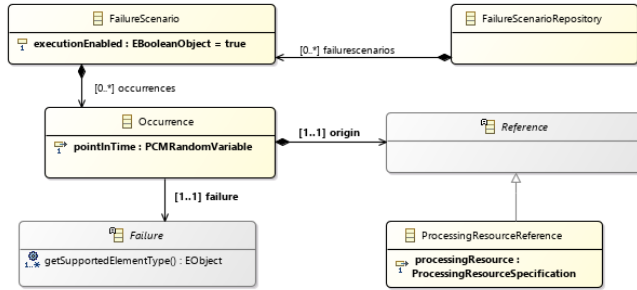 FailureScenario
executionEnabled : EBooleanObject = true
FailureScenarioRepository
[0..*] failurescenarios
[0..*] occurrences
Occurrence
pointInTime : PCMRandomVariable
[1..1] origin
Reference
[1..1] failure
Failure
getSupportedElementType() : EObject
ProcessingResourceReference
processingResource :
ProcessingResourceSpecification